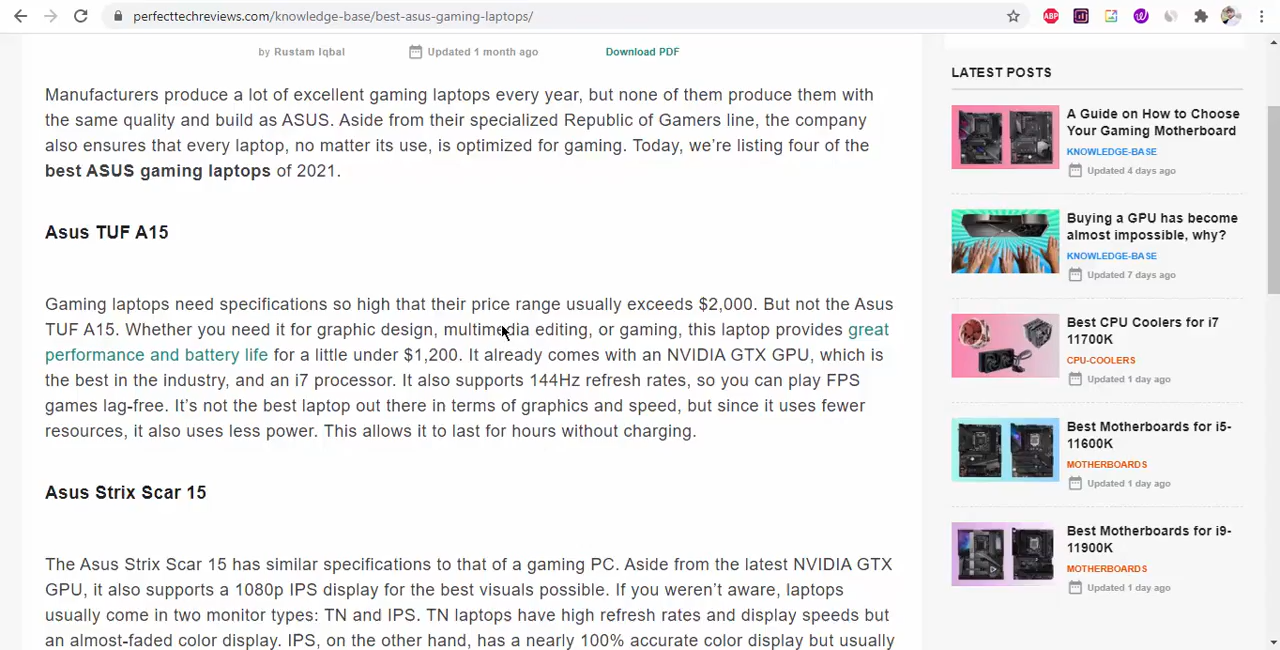 perfecttechreviews.com/knowledge-base/best-asus-gaming-laptops/
ABP
by Rustam Iqbal
Updated 1 month ago
Download PDF
Manufacturers produce a lot of excellent gaming laptops every year, but none of them produce them with
the same quality and build as ASUS. Aside from their specialized Republic of Gamers line, the company
also ensures that every laptop, no matter its use, is optimized for gaming. Today, we’re listing four of the
best ASUS gaming laptops of 2021.
Asus TUF A15
Gaming laptops need specifications so high that their price range usually exceeds $2,000. But not the Asus
TUF A15. Whether you need it for graphic design, multimedia editing, or gaming, this laptop provides great
performance and battery life for a little under $1,200. It already comes with an NVIDIA GTX GPU, which is
the best in the industry, and an i7 processor. It also supports 144Hz refresh rates, so you can play FPS
games lag-free. It’s not the best laptop out there in terms of graphics and speed, but since it uses fewer
resources, it also uses less power. This allows it to last for hours without charging.
Asus Strix Scar 15
The Asus Strix Scar 15 has similar specifications to that of a gaming PC. Aside from the latest NVIDIA GTX
GPU, it also supports a 1080p IPS display for the best visuals possible. If you weren’t aware, laptops
usually come in two monitor types: TN and IPS. TN laptops have high refresh rates and display speeds but
an almost-faded color display. IPS, on the other hand, has a nearly 100% accurate color display but usually
LATEST POSTS
A Guide on How to Choose
Your Gaming Motherboard
KNOWLEDGE-BASE
Updated 4 days ago
Buying a GPU has become
almost impossible, why?
KNOWLEDGE-BASE
Updated 7 days ago
Best CPU Coolers for i7
11700K
CPU-COOLERS
Updated 1 day ago
Best Motherboards for i5-
11600K
MOTHERBOARDS
Updated 1 day ago
Best Motherboards for i9-
11900K
MOTHERBOARDS
Updated 1 day ago